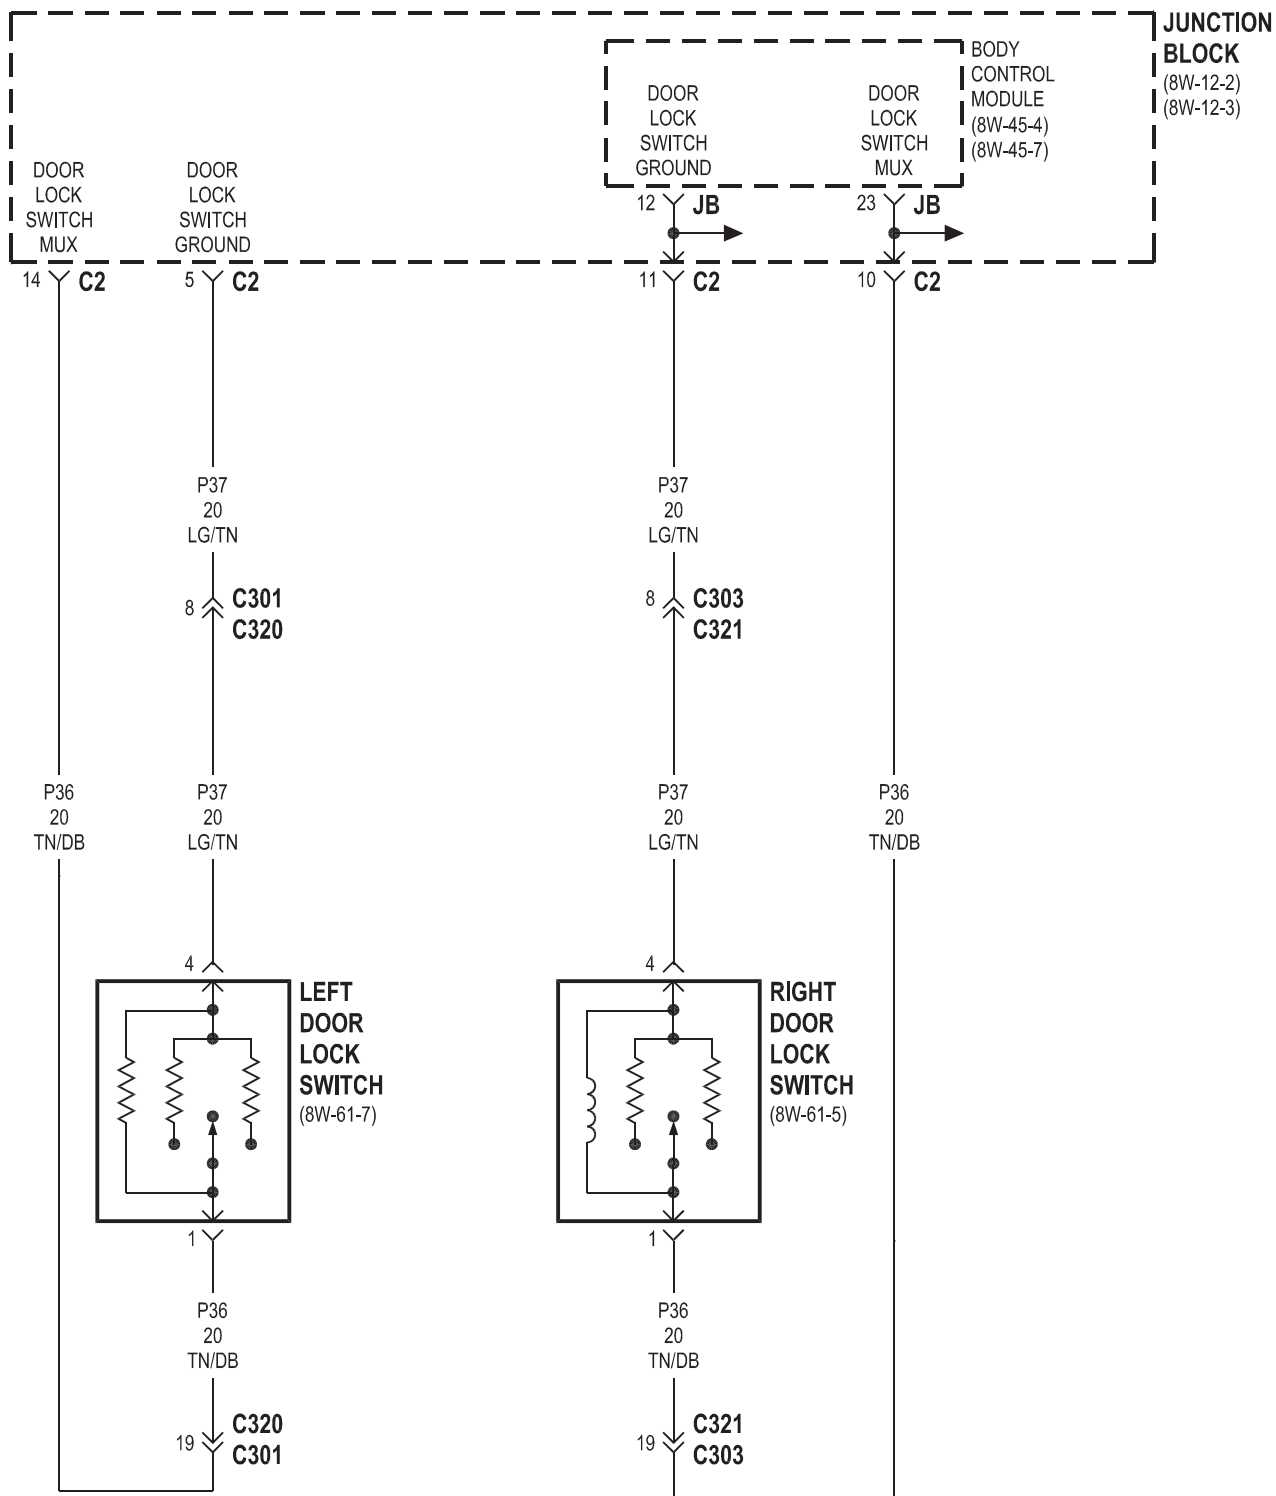 JUNCTION
BLOCK
(8W-12-2)
(8W-12-3)
BODY
CONTROL
MODULE
(8W-45-4)
(8W-45-7)
DOOR
LOCK
SWITCH
GROUND
DOOR
LOCK
SWITCH
MUX
DOOR
LOCK
SWITCH
MUX
DOOR
LOCK
SWITCH
GROUND
12 JB
23 JB
14 C2
5 C2
11 C2
10 C2
P37
20
LG/TN
P37
20
LG/TN
8 C301
C320
8 C303
C321
P36
20
TN/DB
P37
20
LG/TN
P37
20
LG/TN
P36
20
TN/DB
4
LEFT
DOOR
LOCK
SWITCH
(8W-61-7)
1
4
RIGHT
DOOR
LOCK
SWITCH
(8W-61-5)
1
P36
20
TN/DB
P36
20
TN/DB
19 C320
C301
19 C321
C303